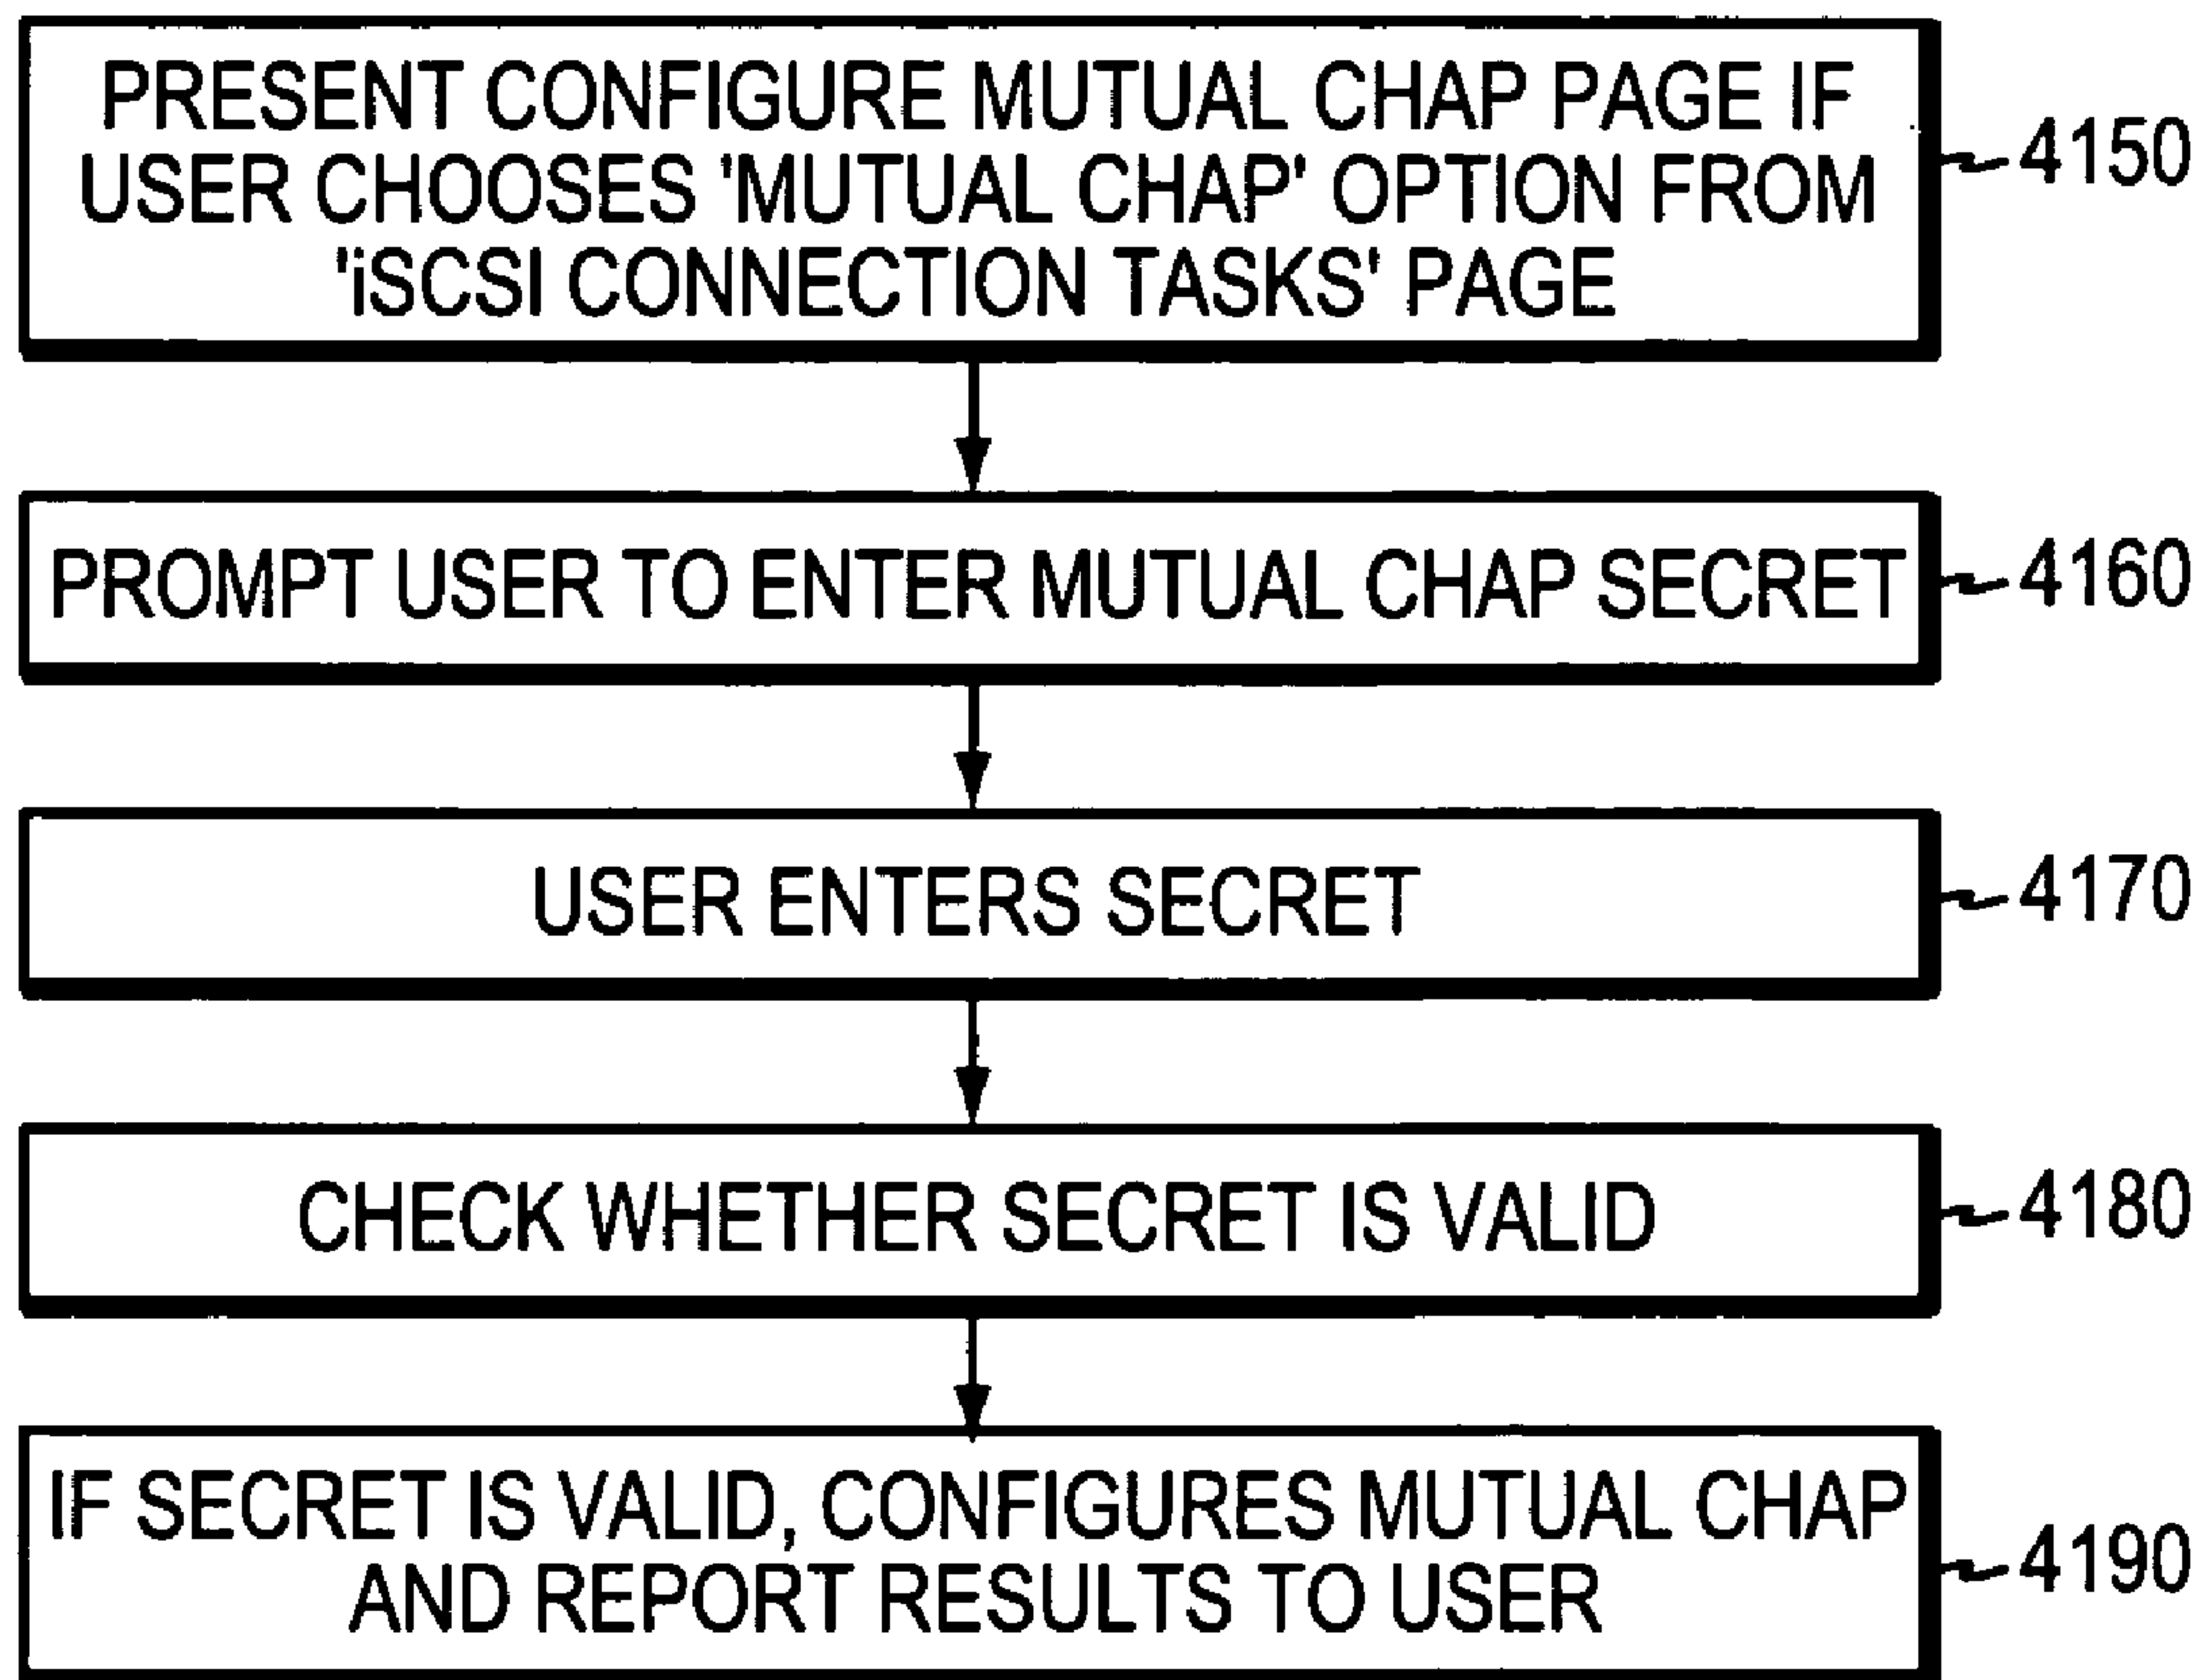 PRESENT CONFIGURE MUTUAL CHAP PAGE IF
USER CHOOSES 'MUTUAL CHAP' OPTION FROM
'iSCSI CONNECTION TASKS' PAGE
4150
PROMPT USER TO ENTER MUTUAL CHAP SECRET
4160
USER ENTERS SECRET
4170
CHECK WHETHER SECRET IS VALID
4180
IF SECRET IS VALID, CONFIGURES MUTUAL CHAP
AND REPORT RESULTS TO USER
4190